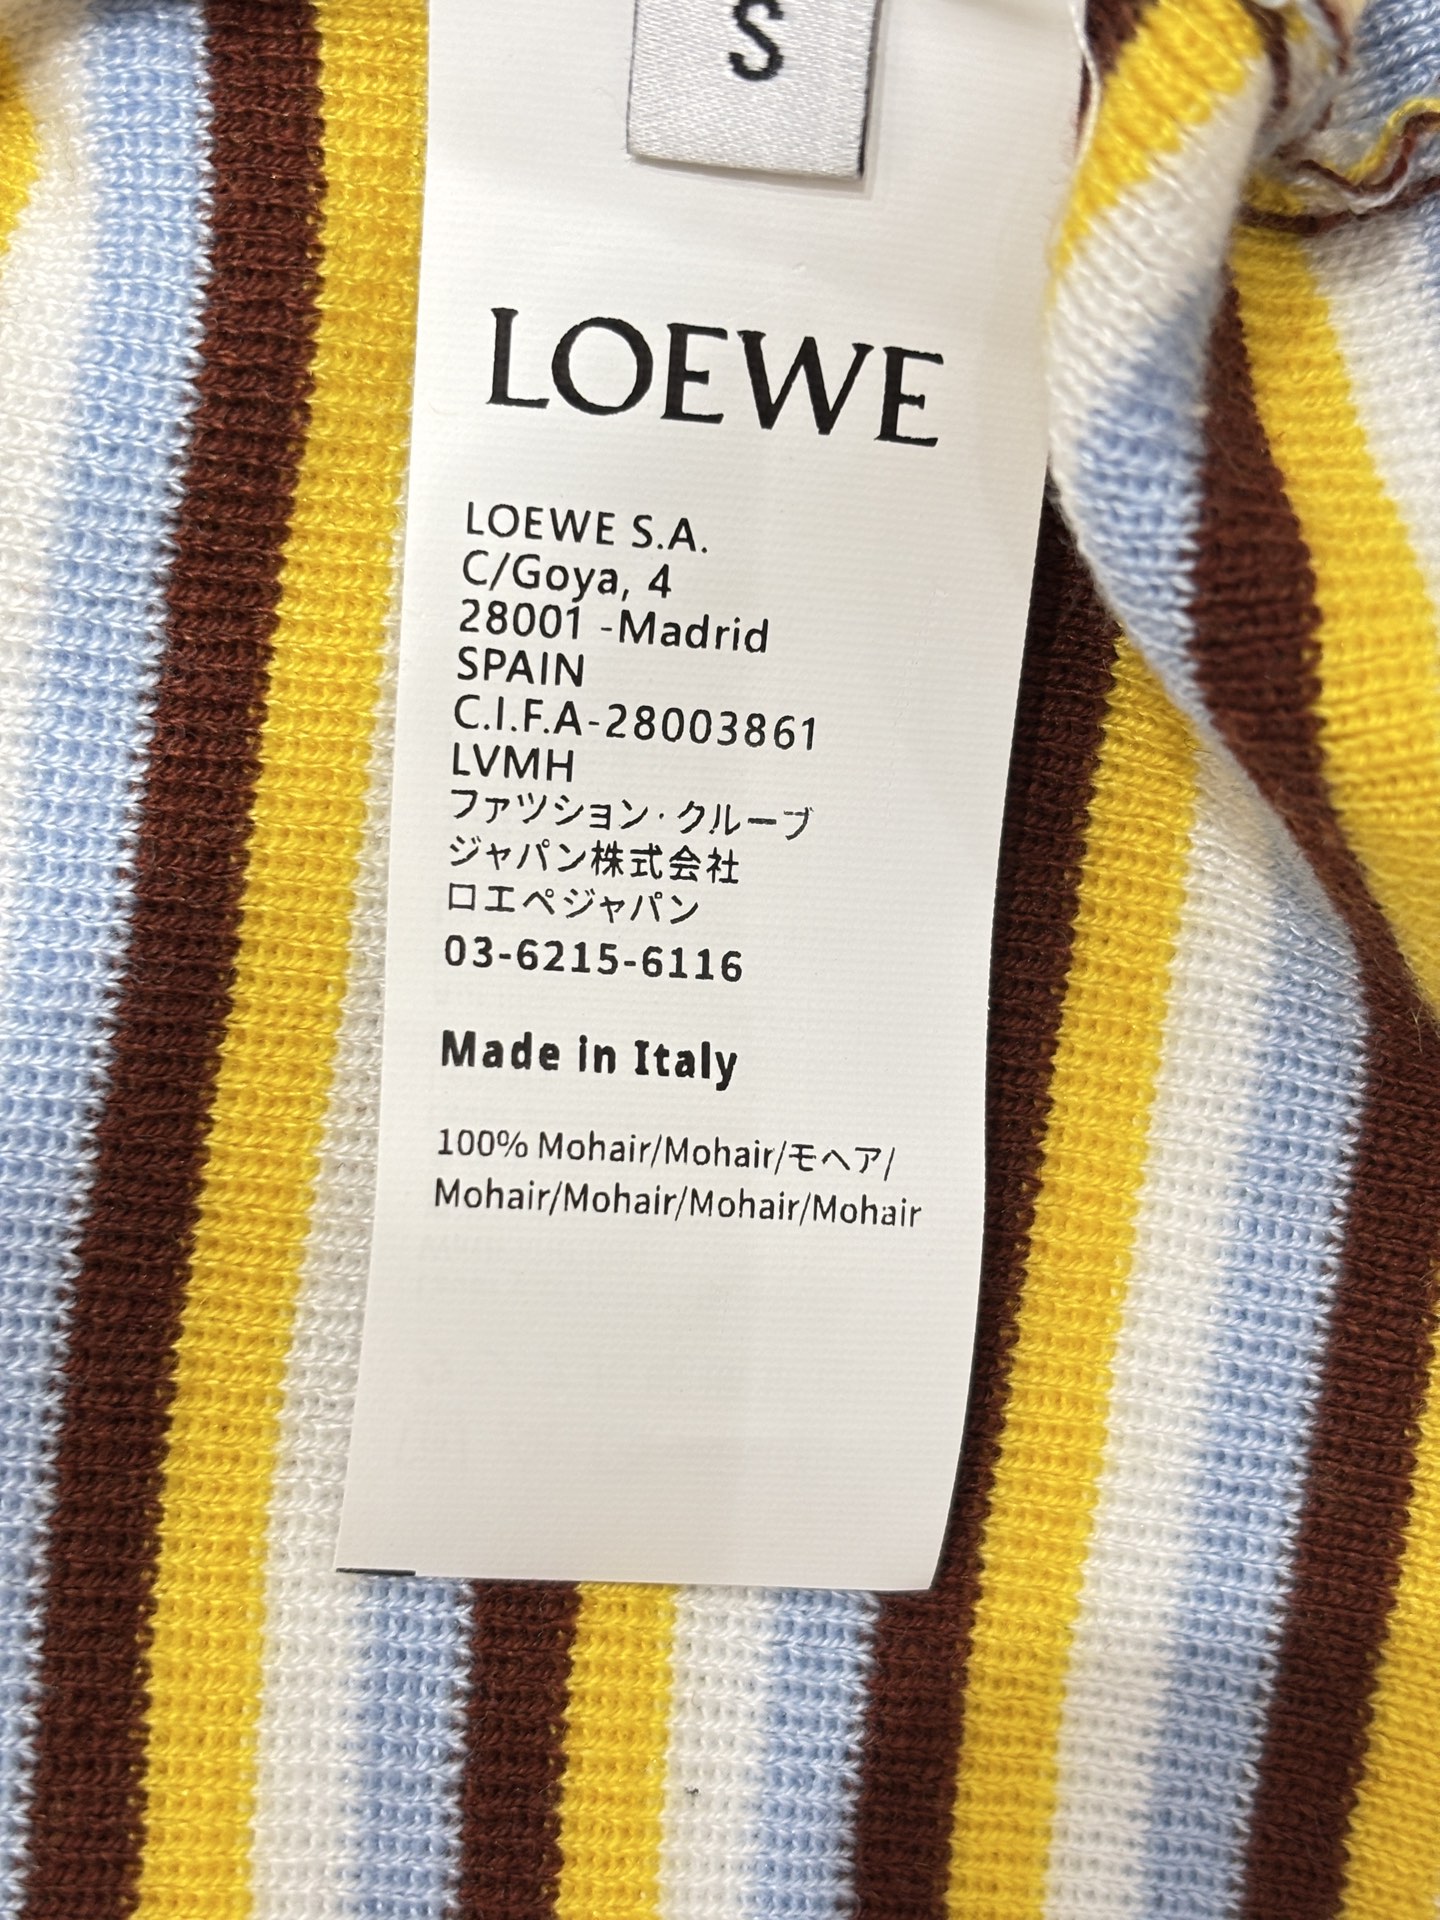 S
LOEWE
LOEWE S.A.
C/Goya, 4
28001 -Madrid
SPAIN
C.I.F.A-28003861
LVMH
ファツション·クルーブ
ジャパン株式会社
ロエペジャパン
03-6215-6116
Made in Italy
100% Mohair/Mohair/モヘア/
Mohair/Mohair/Mohair/Mohair